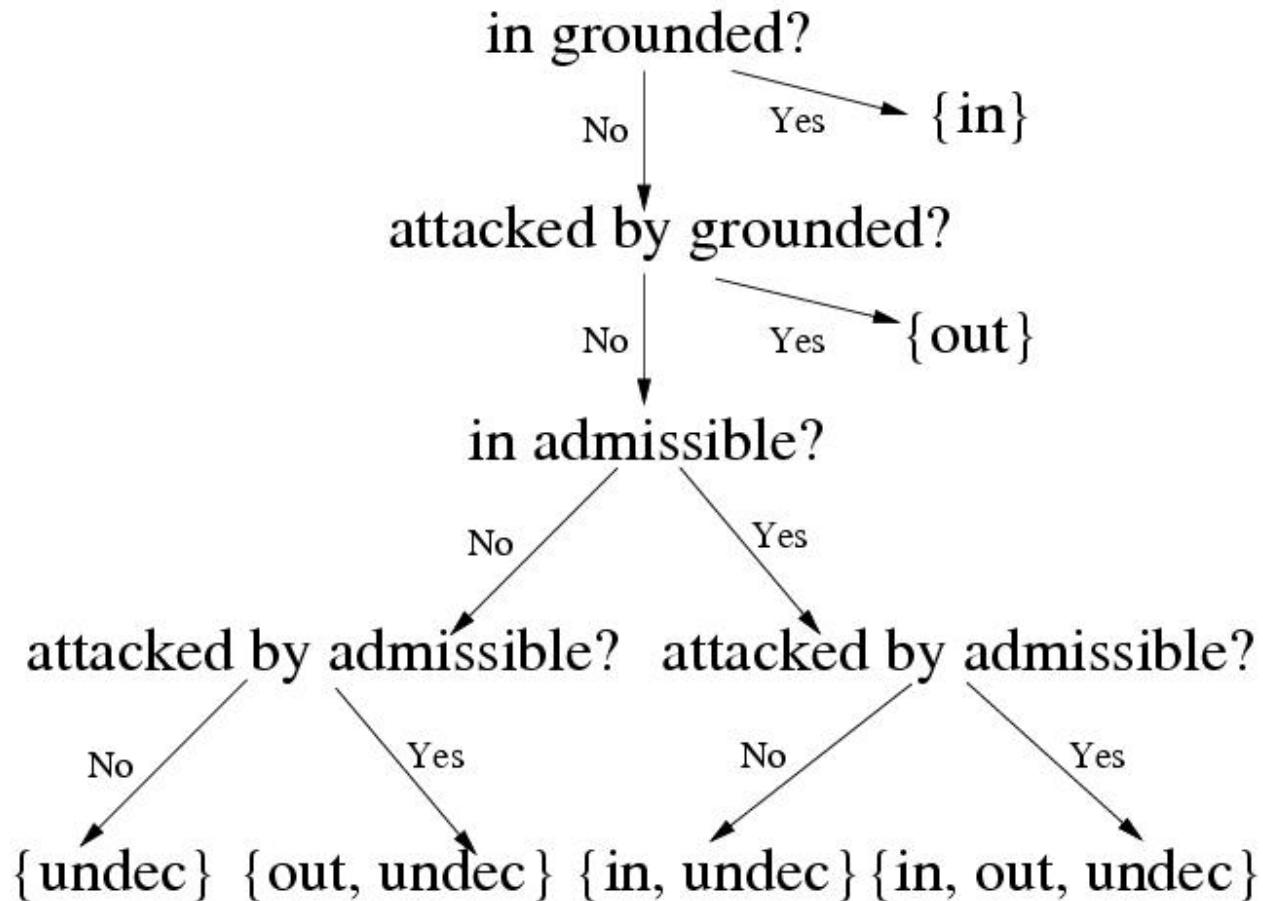 in grounded?
No
Yes
{in}
attacked by grounded?
No
Yes
{out}
in admissible?
No
Yes
attacked by admissible?
attacked by admissible?
No
Yes
No
Yes
{undec}
{out, undec}
{in, undec}
{in, out, undec}